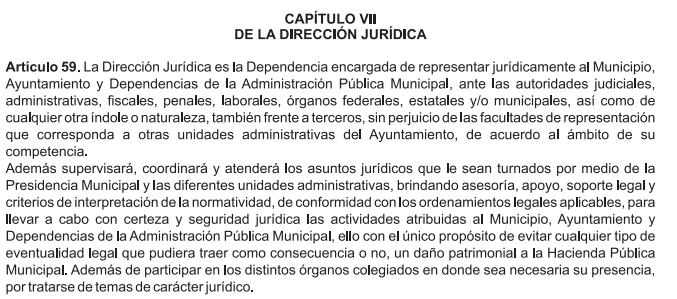 CAPÍTULO VII
DE LA DIRECCIÓN JURÍDICA
Artículo 59. La Dirección Jurídica es la Dependencia encargada de representar jurídicamente al Municipio,
Ayuntamiento y Dependencias de la Administración Pública Municipal, ante las autoridades judiciales,
administrativas, fiscales, penales, laborales, órganos federales, estatales y/o municipales, así como de
cualquier otra índole o naturaleza, también frente a terceros, sin perjuicio de las facultades de representación
que corresponda a otras unidades administrativas del Ayuntamiento, de acuerdo al ámbito de su
competencia.
Además supervisará, coordinará y atenderá los asuntos jurídicos que le sean turnados por medio de la
Presidencia Municipal y las diferentes unidades administrativas, brindando asesoría, apoyo, soporte legal y
criterios de interpretación de la normatividad, de conformidad con los ordenamientos legales aplicables, para
llevar a cabo con certeza y seguridad jurídica las actividades atribuidas al Municipio, Ayuntamiento y
Dependencias de la Administración Pública Municipal, ello con el único propósito de evitar cualquier tipo de
eventualidad legal que pudiera traer como consecuencia o no, un daño patrimonial a la Hacienda Pública
Municipal. Además de participar en los distintos órganos colegiados en donde sea necesaria su presencia,
por tratarse de temas de carácter jurídico.